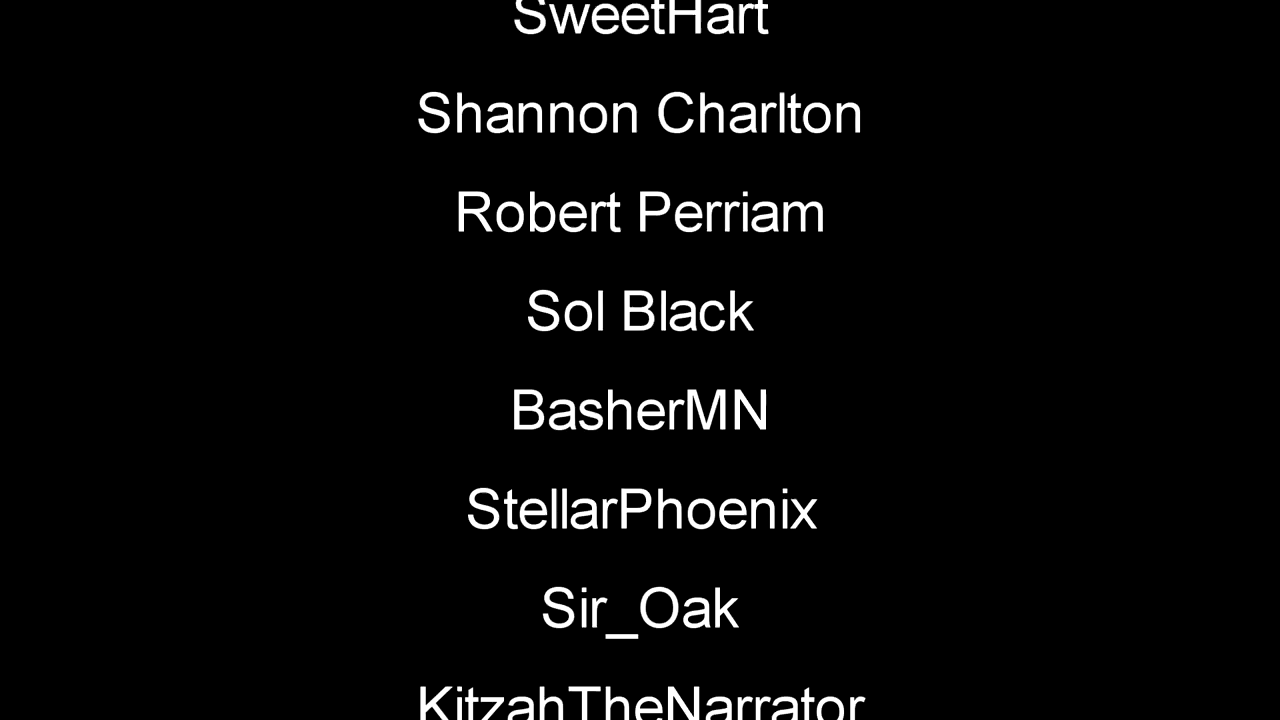 SweetHart
Shannon Charlton
Robert Perriam
Sol Black
BasherMN
StellarPhoenix
Sir_Oak
KitzahTheNarrator